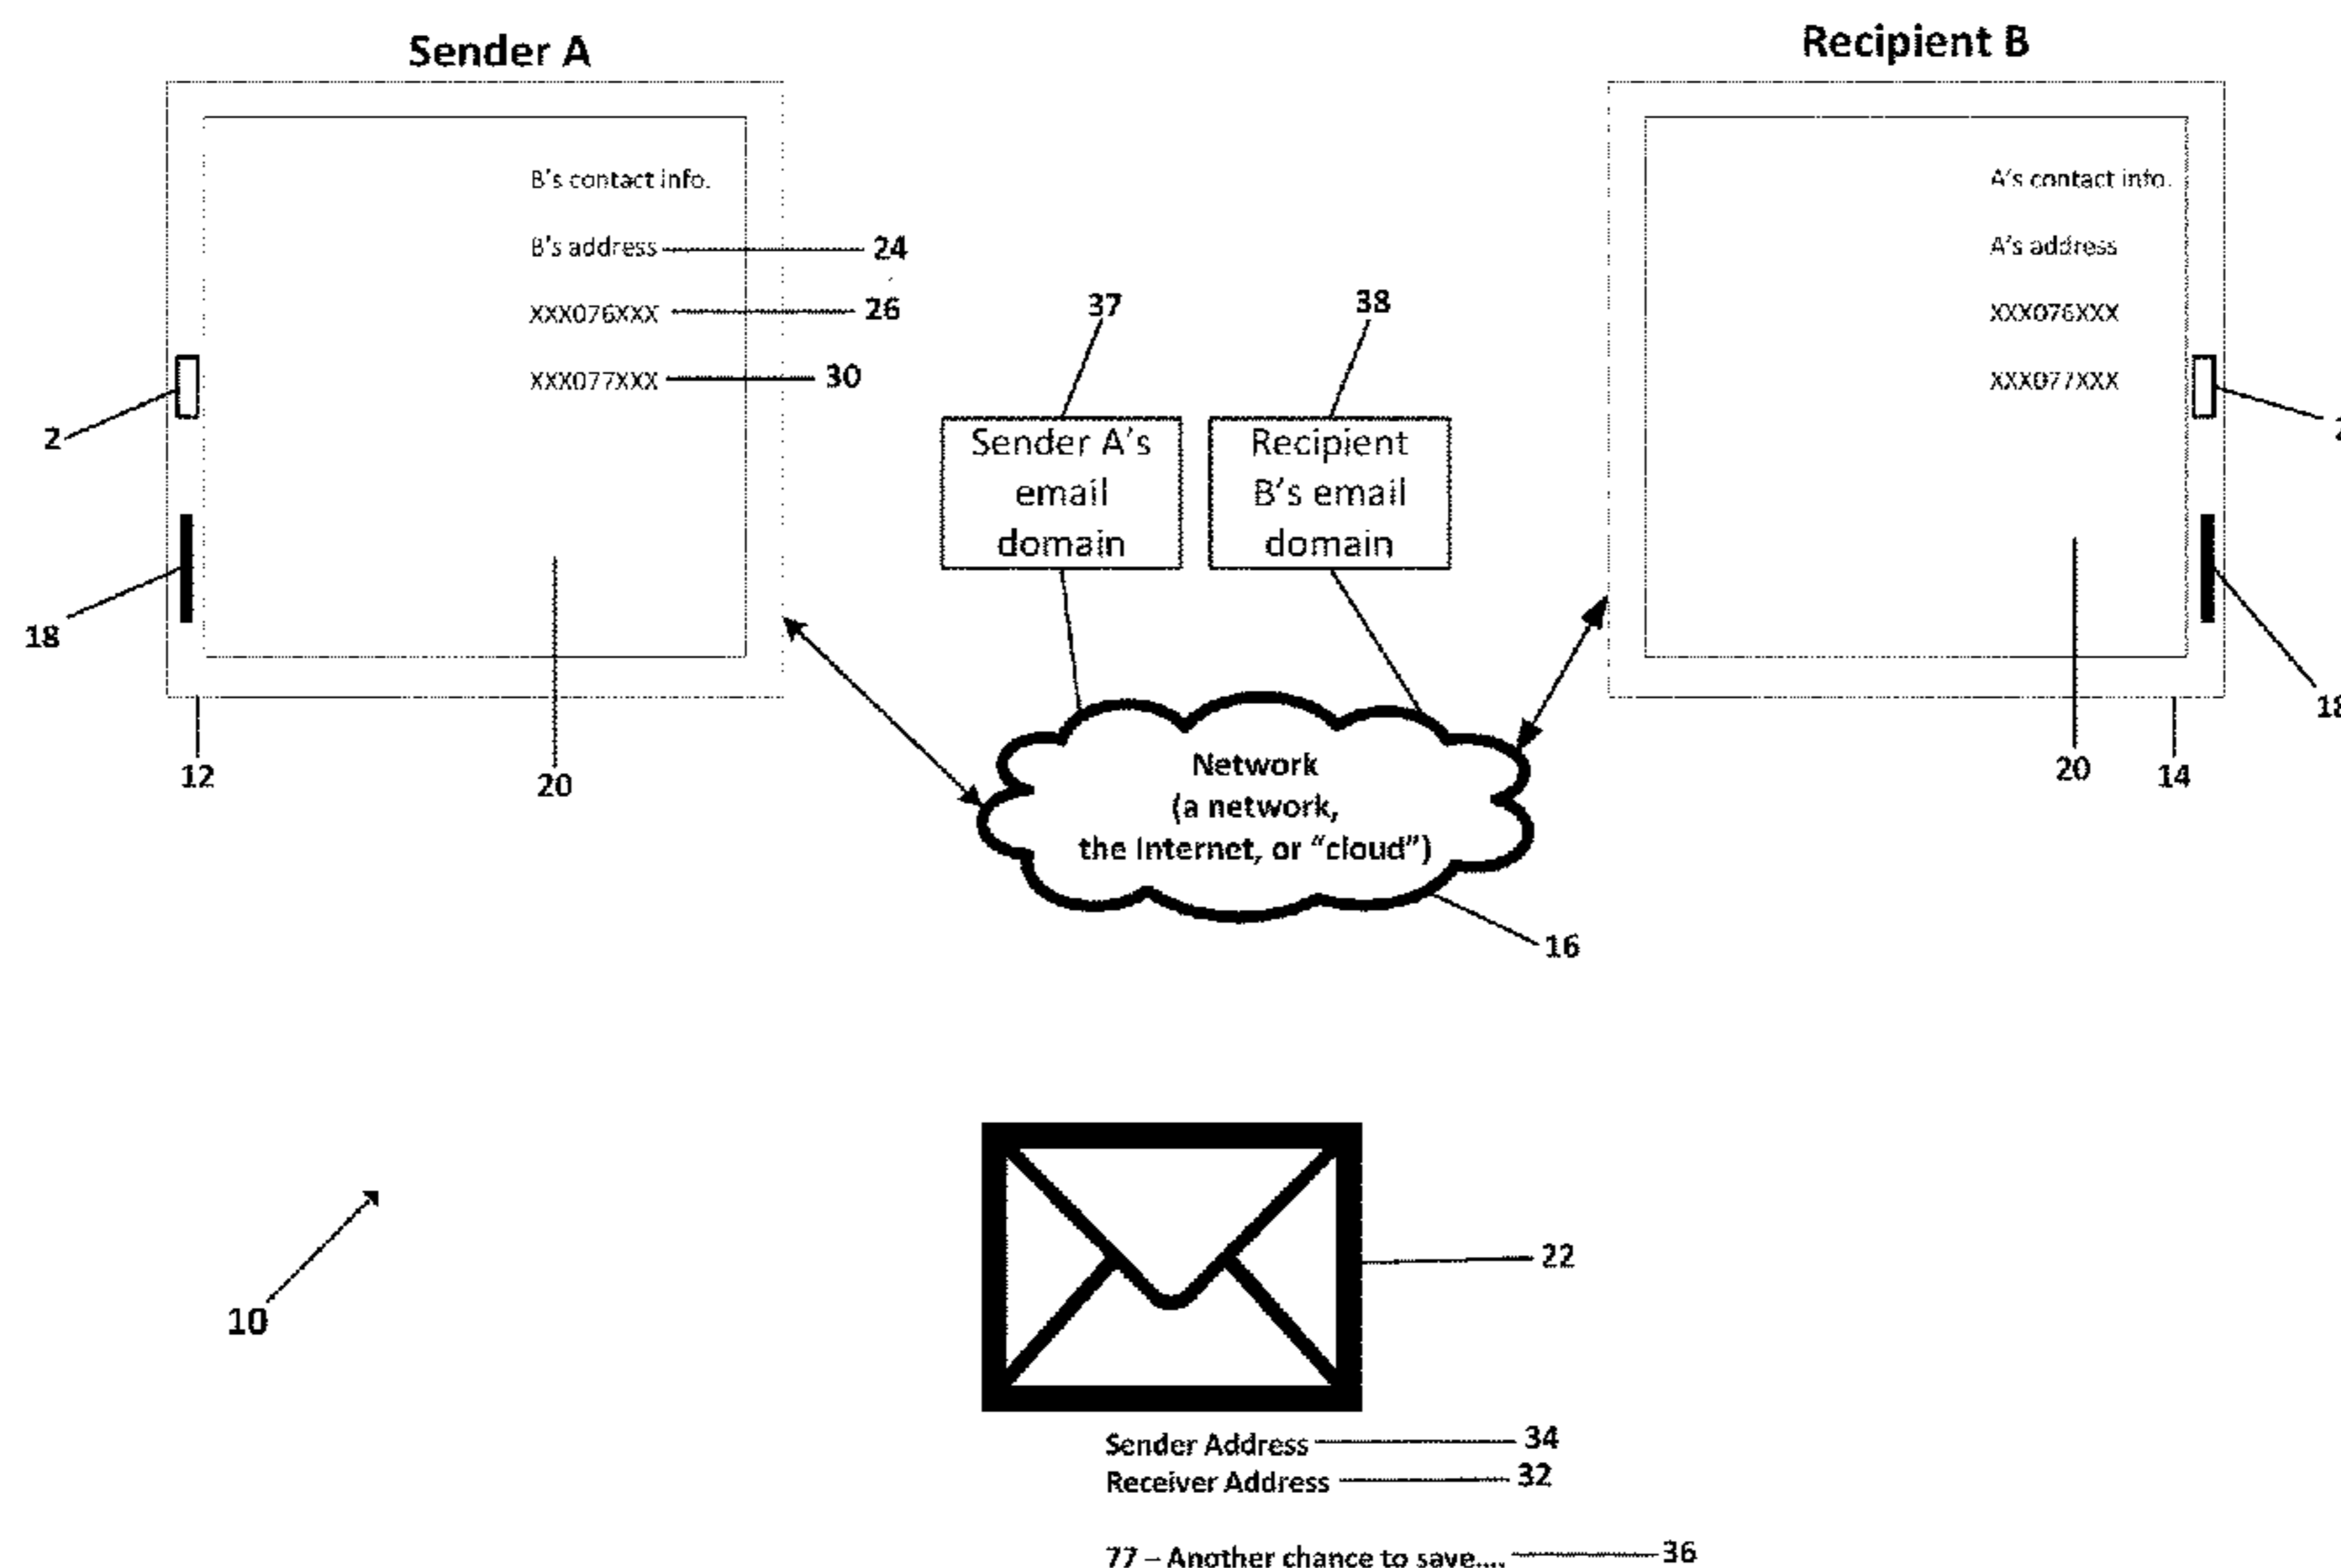 Sender A
B's contact info.
B's address
24
XXX076XXX
26
XXX077XXX
30
2
18
12
20
37
38
Sender A's
email
domain
Recipient
B's email
domain
Network
(a network,
the Internet, or "cloud")
16
Recipient B
A's contact info.
A's address
XXX076XXX
XXX077XXX
18
20
14
10
22
Sender Address
34
Receiver Address
32
77 – Another chance to save....
36